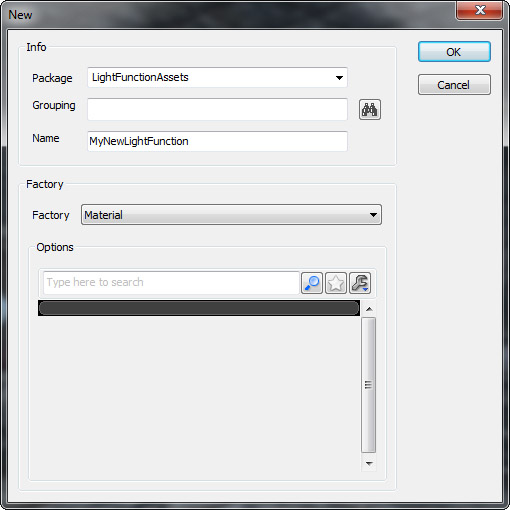 New
Info
Package LightFunctionAssets
Grouping
Name MyNewLightFunction
OK
Cancel
Factory
Factory Material
Options
Type here to search